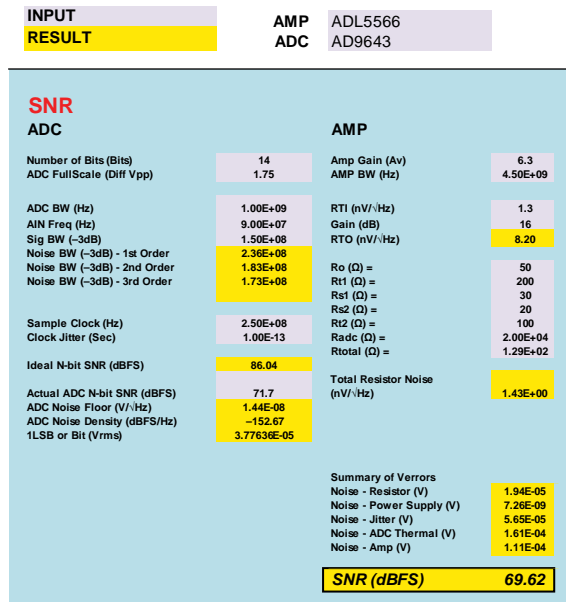 INPUT
RESULT
AMP ADL5566
ADC AD9643
SNR
ADC
Number of Bits (Bits) 14
ADC FullScale (Diff Vpp) 1.75
ADC BW (Hz) 1.00E+09
AIN Freq (Hz) 9.00E+07
Sig BW (–3dB) 1.50E+08
Noise BW (–3dB) - 1st Order 2.36E+08
Noise BW (–3dB) - 2nd Order 1.83E+08
Noise BW (–3dB) - 3rd Order 1.73E+08
Sample Clock (Hz) 2.50E+08
Clock Jitter (Sec) 1.00E-13
Ideal N-bit SNR (dBFS) 86.04
Actual ADC N-bit SNR (dBFS) 71.7
ADC Noise Floor (V/√Hz) 1.44E-08
ADC Noise Density (dBFS/Hz) –152.67
1LSB or Bit (Vrms) 3.77636E-05
AMP
Amp Gain (Av) 6.3
AMP BW (Hz) 4.50E+09
RTI (nV/√Hz) 1.3
Gain (dB) 16
RTO (nV/√Hz) 8.20
Ro (Ω) = 50
Rt1 (Ω) = 200
Rs1 (Ω) = 30
Rs2 (Ω) = 20
Rt2 (Ω) = 100
Radc (Ω) = 2.00E+04
Rtotal (Ω) = 1.29E+02
Total Resistor Noise
(nV/√Hz) 1.43E+00
Summary of Verrors
Noise - Resistor (V) 1.94E-05
Noise - Power Supply (V) 7.26E-09
Noise - Jitter (V) 5.65E-05
Noise - ADC Thermal (V) 1.61E-04
Noise - Amp (V) 1.11E-04
SNR (dBFS) 69.62